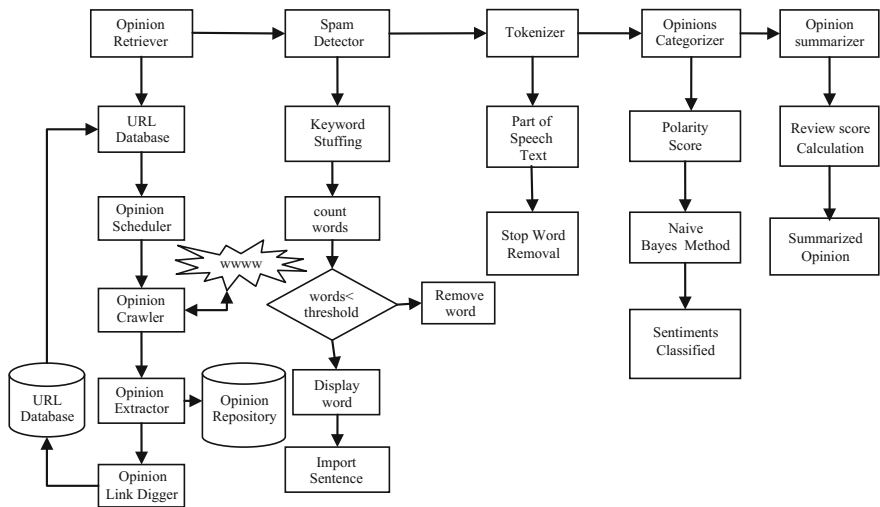 Opinion
Retriever
Spam
Detector
Tokenizer
Opinions
Categorizer
Opinion
summarizer
URL
Database
Keyword
Stuffing
Part of
Speech
Text
Polarity
Score
Review score
Calculation
Opinion
Scheduler
count
words
Stop Word
Removal
Naive
Bayes Method
Summarized
Opinion
wwww
Opinion
Crawler
words<
threshold
Remove
word
Sentiments
Classified
URL
Database
Opinion
Extractor
Opinion
Repository
Display
word
Opinion
Link Digger
Import
Sentence